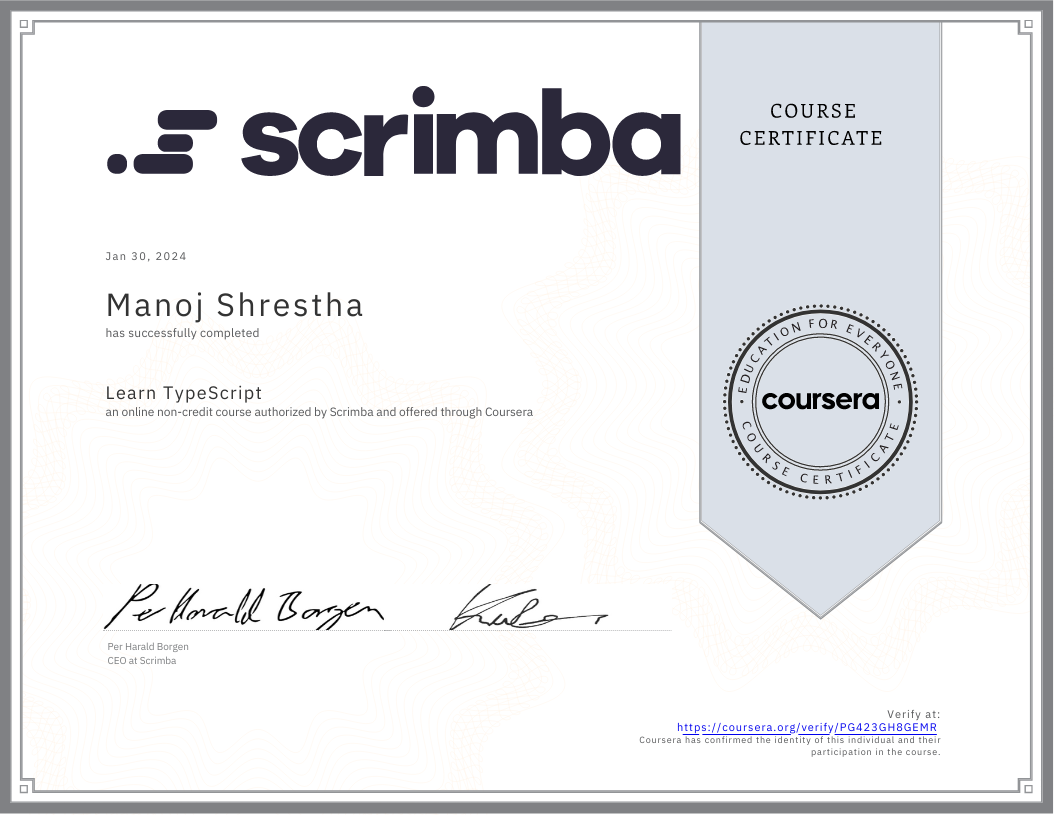 scrimba
COURSE
CERTIFICATE
Jan 30, 2024
Manoj Shrestha
has successfully completed
Learn TypeScript
an online non-credit course authorized by Scrimba and offered through Coursera
EDUCATION FOR EVERYONE
coursera
COURSE CERTIFICATE
Per Harald Borgen
Per Harald Borgen
CEO at Scrimba
Verify at:
https://coursera.org/verify/PG423GH8GEMR
Coursera has confirmed the identity of this individual and their
participation in the course.